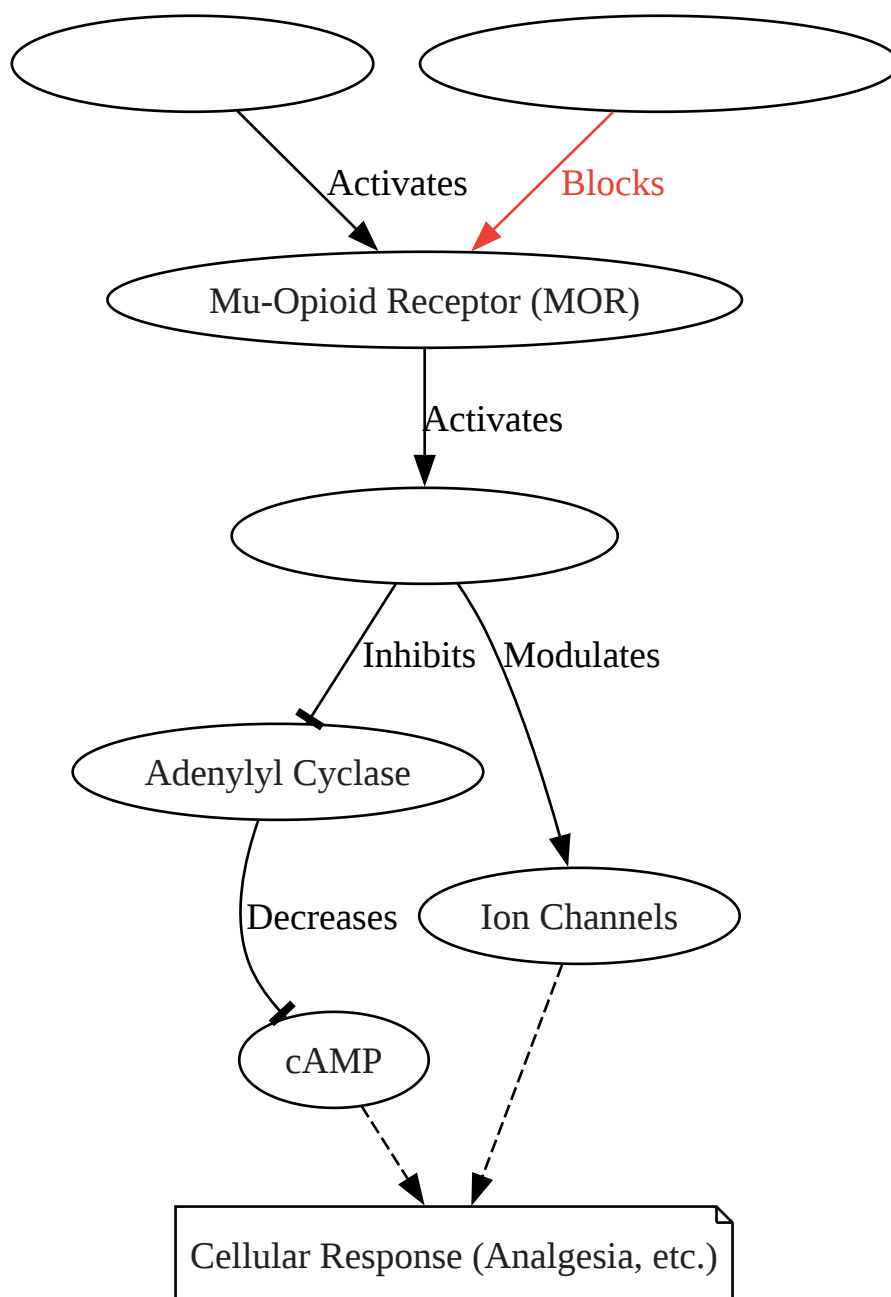 Activates
Blocks
Mu-Opioid Receptor (MOR)
Activates
Inhibits
Modulates
Adenylyl Cyclase
Decreases
Ion Channels
cAMP
Cellular Response (Analgesia, etc.)